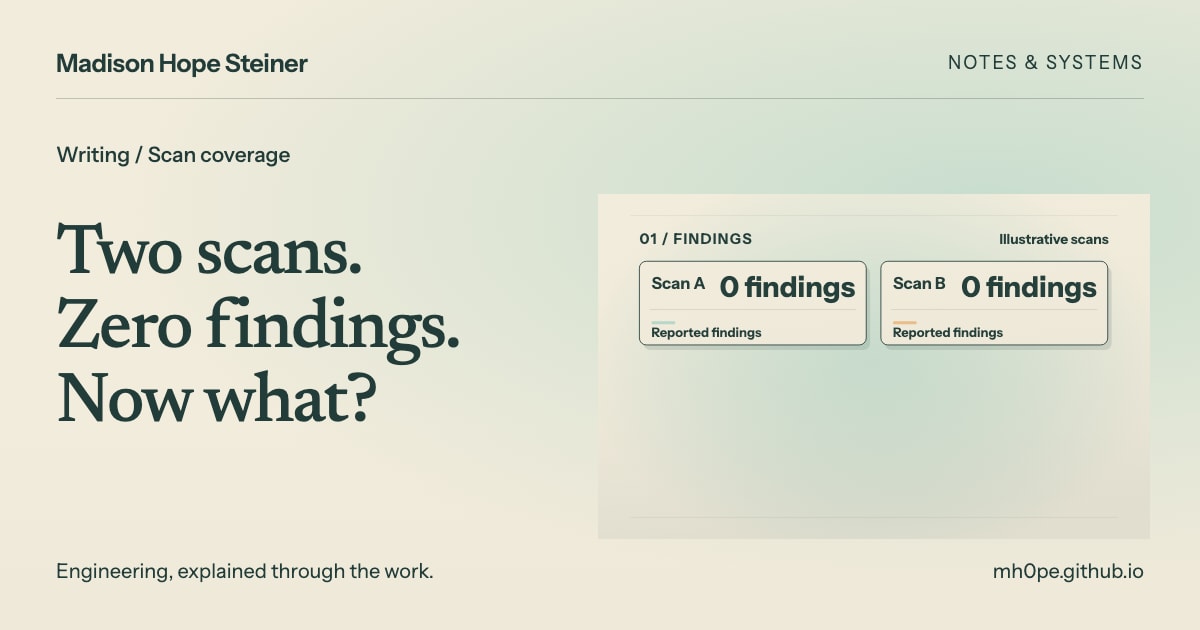 Madison Hope Steiner
NOTES & SYSTEMS
Writing / Scan coverage
Two scans.
Zero findings.
Now what?
01 / FINDINGS
Illustrative scans
Scan A 0 findings
Reported findings
Scan B 0 findings
Reported findings
Engineering, explained through the work.
mh0pe.github.io